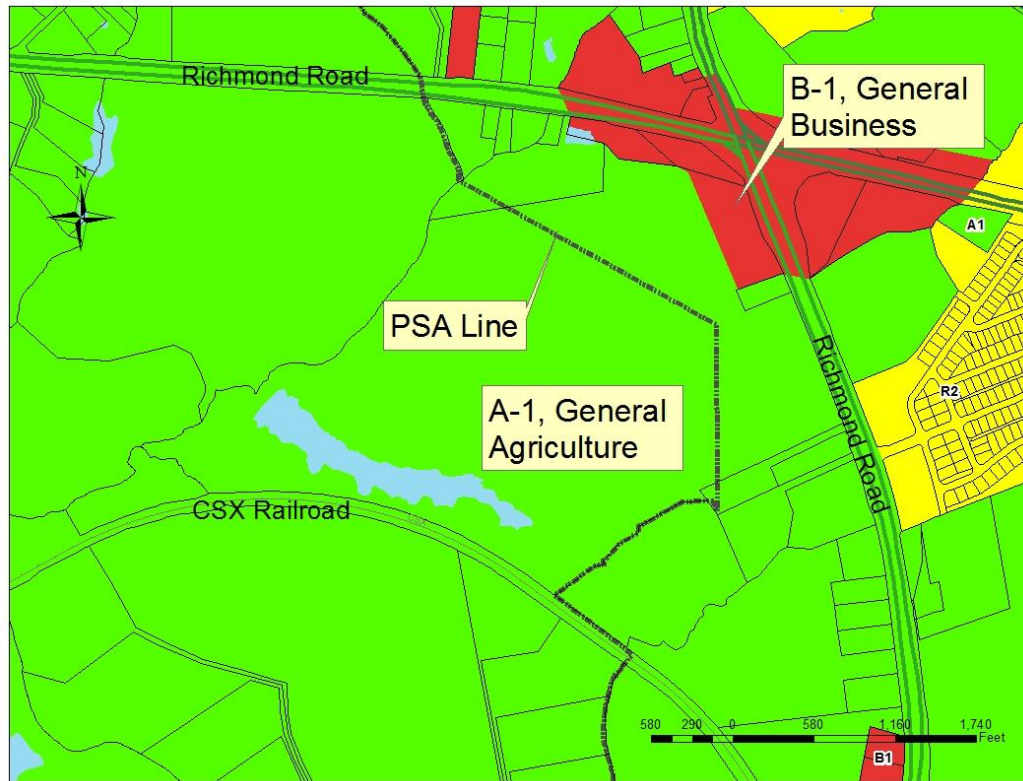 Richmond Road
B-1, General
Business
N
A1
PSA Line
Richmond Road
R2
A-1, General
Agriculture
CSX Railroad
580 290 0 580 1,160 1,740
Feet
B1